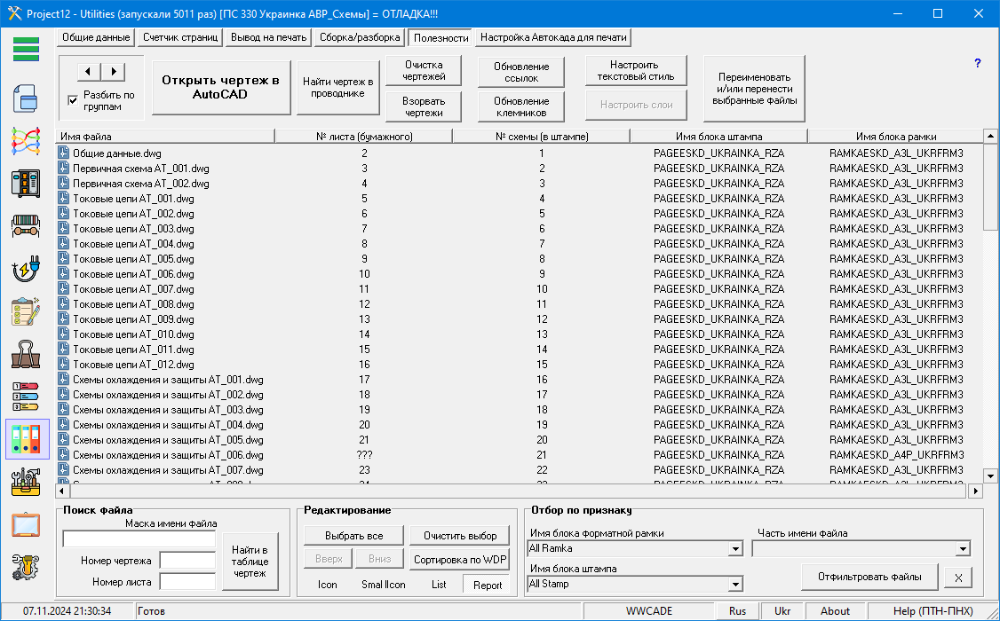 Project12 - Utilities (запускали 5011 раз) [ПС 330 Украинка АВР_Схемы] = ОТЛАДКА!!!
Общие данные Счетчик страниц Вывод на печать Сборка/разборка Полезности Настройка Автокада для печати
Разбить по группам
Открыть чертеж в AutoCAD
Найти чертеж в проводнике
Очистка чертежей
Взорвать чертежи
Обновление ссылок
Обновление клемников
Настроить текстовый стиль
Настроить слои
Переименовать и/или перенести выбранные файлы
?
Имя файла № листа (бумажного) № схемы (в штампе) Имя блока штампа Имя блока рамки
Общие данные.dwg 2 1 PAGEESKD_UKRAINKA_RZA RAMKAESKD_A3L_UKRFRM3
Первичная схема АТ_001.dwg 3 2 PAGEESKD_UKRAINKA_RZA RAMKAESKD_A3L_UKRFRM3
Первичная схема АТ_002.dwg 4 3 PAGEESKD_UKRAINKA_RZA RAMKAESKD_A3L_UKRFRM3
Токовые цепи АТ_001.dwg 5 4 PAGEESKD_UKRAINKA_RZA RAMKAESKD_A3L_UKRFRM3
Токовые цепи АТ_002.dwg 6 5 PAGEESKD_UKRAINKA_RZA RAMKAESKD_A3L_UKRFRM3
Токовые цепи АТ_003.dwg 7 6 PAGEESKD_UKRAINKA_RZA RAMKAESKD_A3L_UKRFRM3
Токовые цепи АТ_004.dwg 8 7 PAGEESKD_UKRAINKA_RZA RAMKAESKD_A3L_UKRFRM3
Токовые цепи АТ_005.dwg 9 8 PAGEESKD_UKRAINKA_RZA RAMKAESKD_A3L_UKRFRM3
Токовые цепи АТ_006.dwg 10 9 PAGEESKD_UKRAINKA_RZA RAMKAESKD_A3L_UKRFRM3
Токовые цепи АТ_007.dwg 11 10 PAGEESKD_UKRAINKA_RZA RAMKAESKD_A3L_UKRFRM3
Токовые цепи АТ_008.dwg 12 11 PAGEESKD_UKRAINKA_RZA RAMKAESKD_A3L_UKRFRM3
Токовые цепи АТ_009.dwg 13 12 PAGEESKD_UKRAINKA_RZA RAMKAESKD_A3L_UKRFRM3
Токовые цепи АТ_010.dwg 14 13 PAGEESKD_UKRAINKA_RZA RAMKAESKD_A3L_UKRFRM3
Токовые цепи АТ_011.dwg 15 14 PAGEESKD_UKRAINKA_RZA RAMKAESKD_A3L_UKRFRM3
Токовые цепи АТ_012.dwg 16 15 PAGEESKD_UKRAINKA_RZA RAMKAESKD_A3L_UKRFRM3
Схемы охлаждения и защиты АТ_001.dwg 17 16 PAGEESKD_UKRAINKA_RZA RAMKAESKD_A3L_UKRFRM3
Схемы охлаждения и защиты АТ_002.dwg 18 17 PAGEESKD_UKRAINKA_RZA RAMKAESKD_A3L_UKRFRM3
Схемы охлаждения и защиты АТ_003.dwg 19 18 PAGEESKD_UKRAINKA_RZA RAMKAESKD_A3L_UKRFRM3
Схемы охлаждения и защиты АТ_004.dwg 20 19 PAGEESKD_UKRAINKA_RZA RAMKAESKD_A3L_UKRFRM3
Схемы охлаждения и защиты АТ_005.dwg 21 20 PAGEESKD_UKRAINKA_RZA RAMKAESKD_A3L_UKRFRM3
Схемы охлаждения и защиты АТ_006.dwg ??? 21 PAGEESKD_UKRAINKA_RZA RAMKAESKD_A4P_UKRFRM3
Схемы охлаждения и защиты АТ_007.dwg 23 22 PAGEESKD_UKRAINKA_RZA RAMKAESKD_A3L_UKRFRM3
Поиск файла
Маска имени файла
Номер чертежа
Номер листа
Найти в таблице чертеж
Редактирование
Выбрать все Очистить выбор
Вверх Вниз Сортировка по WDP
Icon SmallIcon List Report
Отбор по признаку
Имя блока форматной рамки Часть имени файла
All Ramka
Имя блока штампа
All Stamp
Отфильтровать файлы X
07.11.2024 21:30:34 Готов WWCADE Rus Ukr About Help (ПТН-ПНХ)